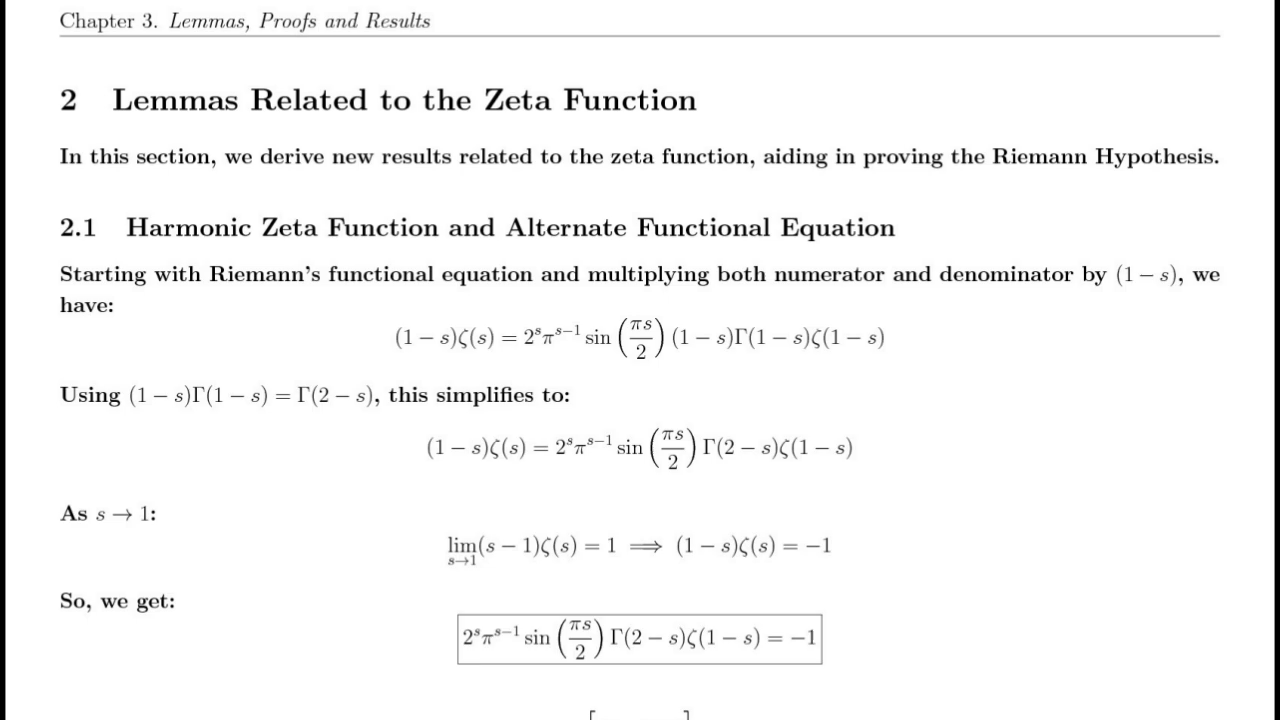 Chapter 3. Lemmas, Proofs and Results
2 Lemmas Related to the Zeta Function
In this section, we derive new results related to the zeta function, aiding in proving the Riemann Hypothesis.
2.1 Harmonic Zeta Function and Alternate Functional Equation
Starting with Riemann's functional equation and multiplying both numerator and denominator by (1 − s), we
have:
(1 − s)ζ(s) = 2^s π^{s−1} sin (πs/2) (1 − s)Γ(1 − s)ζ(1 − s)
Using (1 − s)Γ(1 − s) = Γ(2 − s), this simplifies to:
(1 − s)ζ(s) = 2^s π^{s−1} sin (πs/2) Γ(2 − s)ζ(1 − s)
As s → 1:
lim_{s→1} (s − 1)ζ(s) = 1 ⟹ (1 − s)ζ(s) = −1
So, we get:
2^s π^{s−1} sin (πs/2) Γ(2 − s)ζ(1 − s) = −1